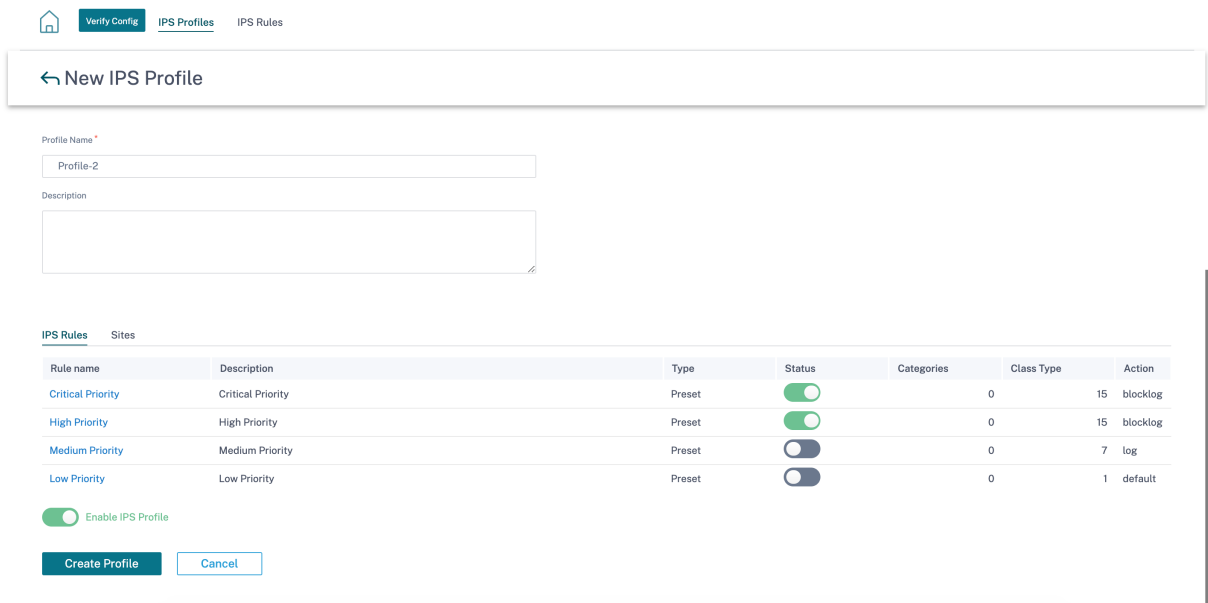 Verify Config IPS Profiles IPS Rules
New IPS Profile
Profile Name *
Profile-2
Description
IPS Rules Sites
Rule name Description Type Status Categories Class Type Action
Critical Priority Critical Priority Preset 0 15 blocklog
High Priority High Priority Preset 0 15 blocklog
Medium Priority Medium Priority Preset 0 7 log
Low Priority Low Priority Preset 0 1 default
Enable IPS Profile
Create Profile Cancel